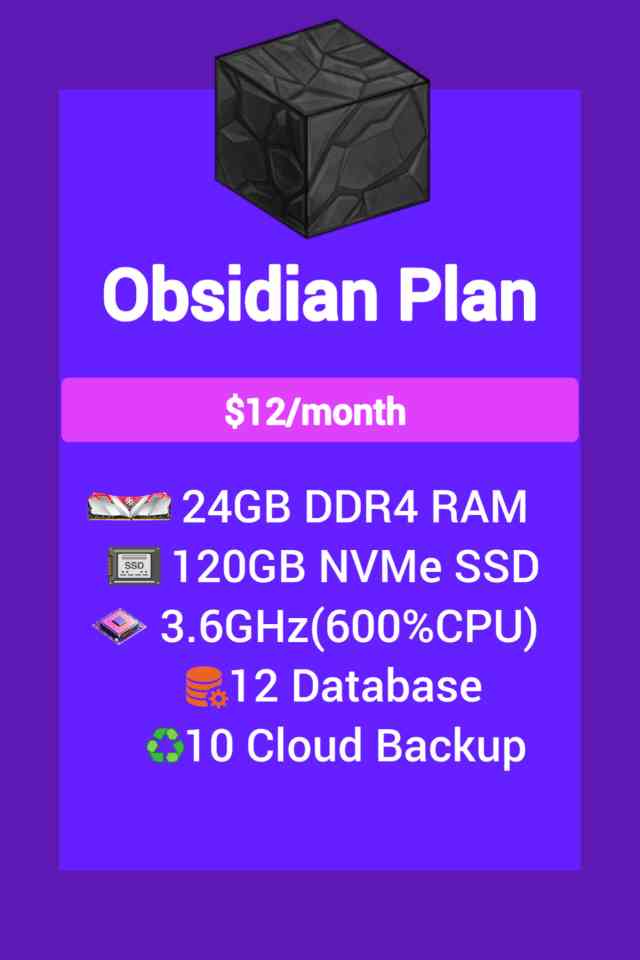 Obsidian Plan
$12/month
24GB DDR4 RAM
SSD
120GB NVMe SSD
3.6GHz(600%CPU)
12 Database
10 Cloud Backup